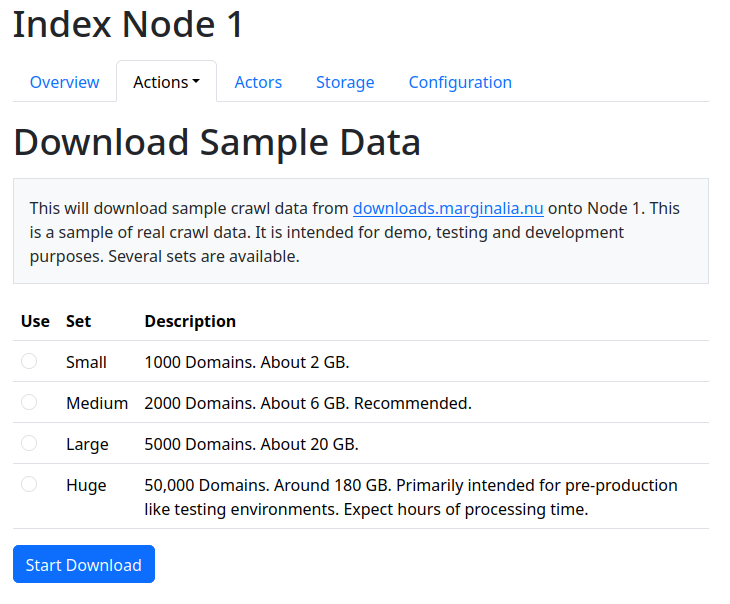 Index Node 1
Overview Actions Actors Storage Configuration
Download Sample Data
This will download sample crawl data from downloads.marginalia.nu onto Node 1. This
is a sample of real crawl data. It is intended for demo, testing and development
purposes. Several sets are available.
Use Set Description
Small 1000 Domains. About 2 GB.
Medium 2000 Domains. About 6 GB. Recommended.
Large 5000 Domains. About 20 GB.
Huge 50,000 Domains. Around 180 GB. Primarily intended for pre-production
like testing environments. Expect hours of processing time.
Start Download